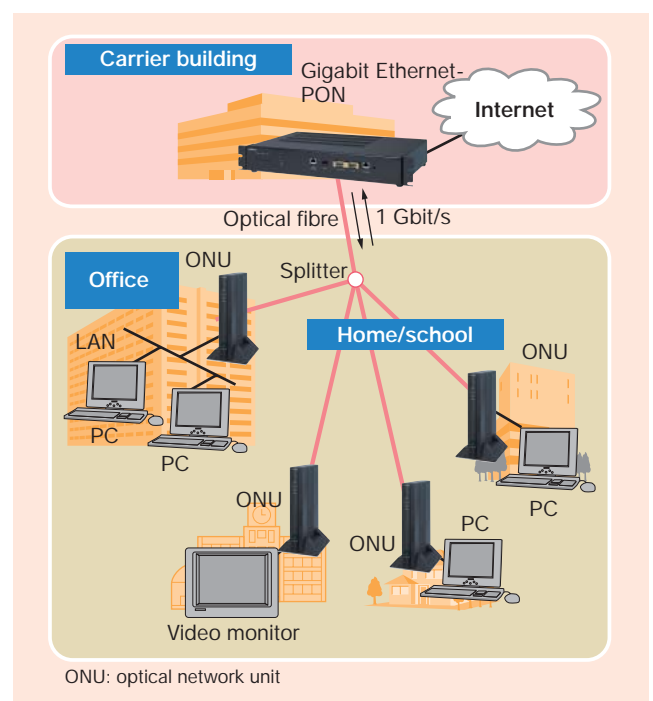 Carrier building
Gigabit Ethernet-
PON
Internet
Optical fibre
1 Gbit/s
Office
ONU
Splitter
Home/school
LAN
ONU
PC
PC
ONU
PC
ONU
PC
Video monitor
ONU: optical network unit